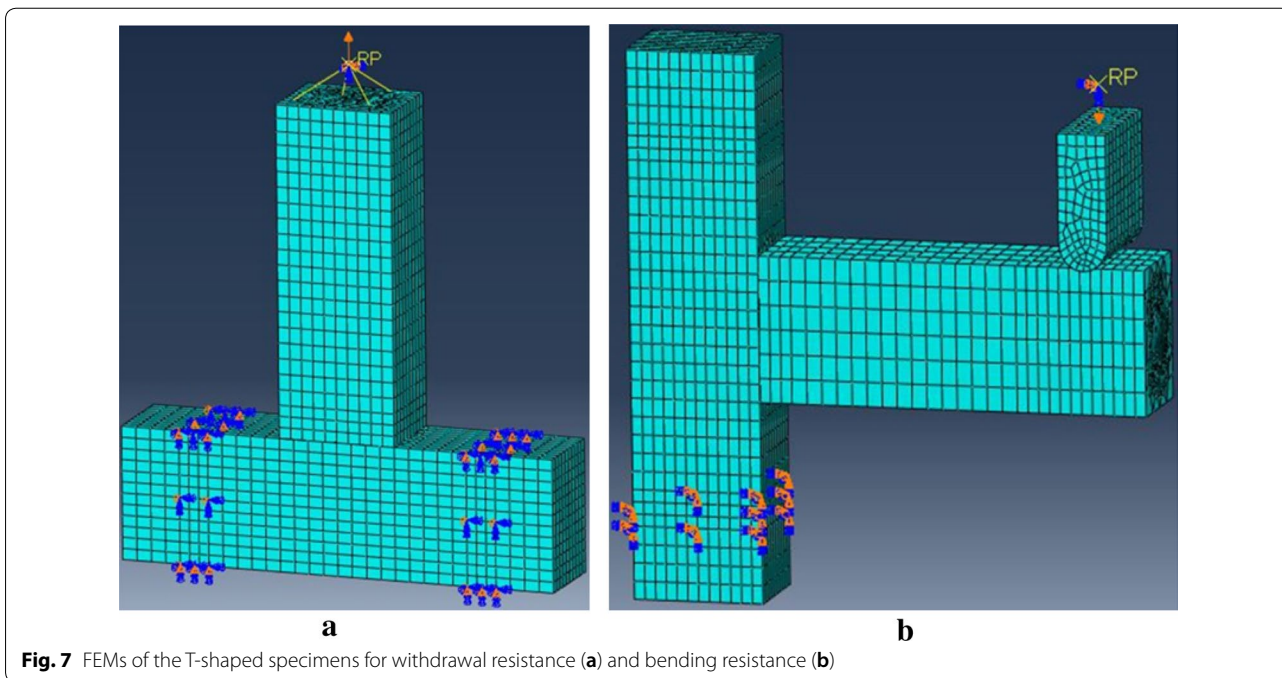 RP
RP
a
b
Fig. 7 FEMs of the T-shaped specimens for withdrawal resistance (a) and bending resistance (b)